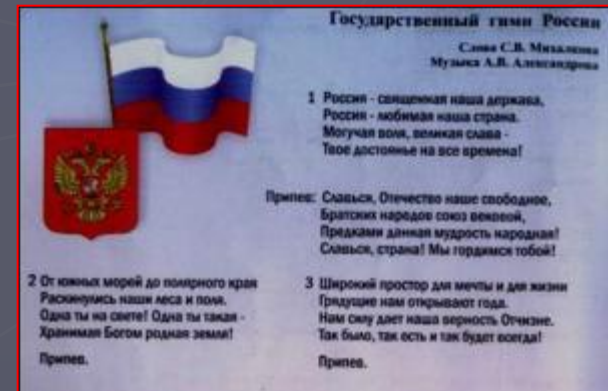 Государственный гимн России
Слова С.В. Михалкова
Музыка А.В. Александрова
1 Россия - священная наша держава,
Россия - любимая наша страна.
Могучая воля, великая слава -
Твое достоянье на все времена!
Припев: Славься, Отечество наше свободное,
Братских народов союз вековой,
Предками данная мудрость народная!
Славься, страна! Мы гордимся тобой!
2 От южных морей до полярного края
Раскинулись наши леса и поля.
Одна ты на свете! Одна ты такая -
Хранимая Богом родная земля!
Припев.
3 Широкий простор для мечты и для жизни
Грядущие нам открывают года.
Нам силу дает наша верность Отчизне.
Так было, так есть и так будет всегда!
Припев.